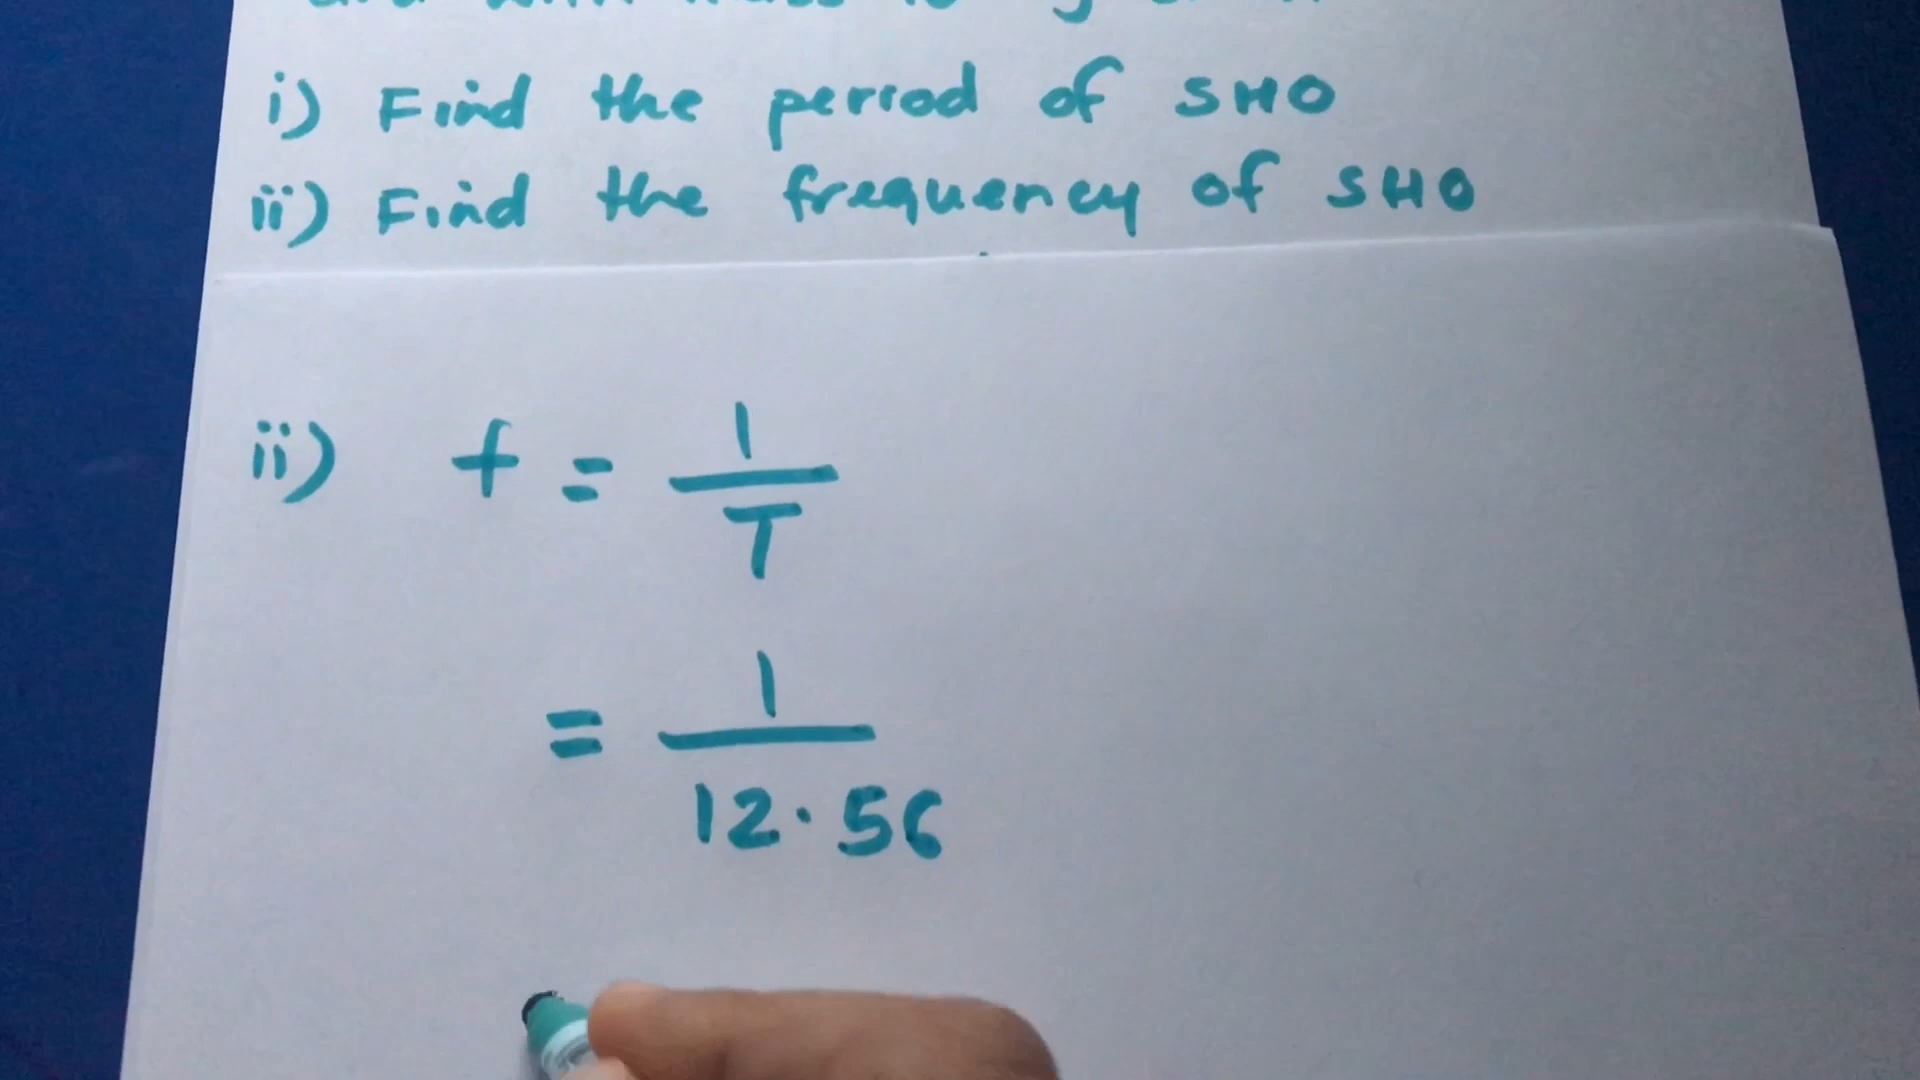 i) Find the period of SHO
ii) Find the frequency of SHO
ii) f = 1/T
= 1/12.56